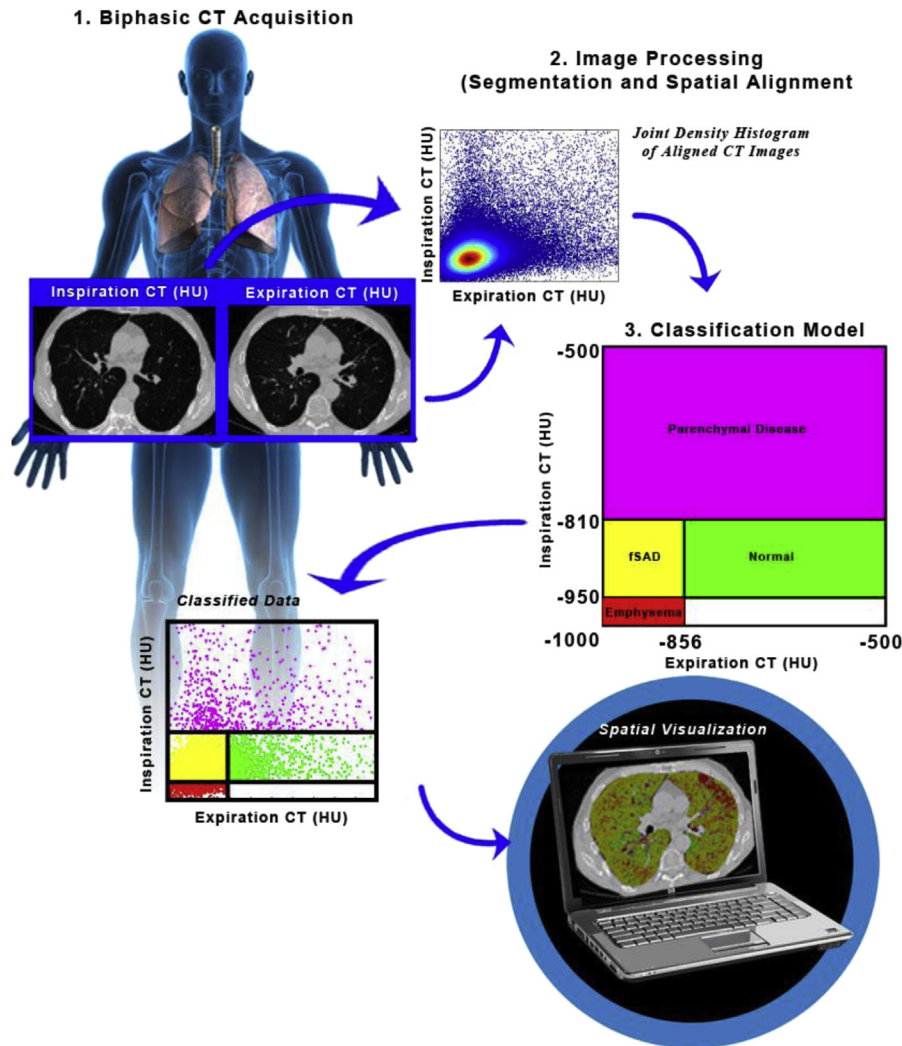 1. Biphasic CT Acquisition
2. Image Processing
(Segmentation and Spatial Alignment
Joint Density Histogram
of Aligned CT Images
Inspiration CT (HU)
Expiration CT (HU)
Inspiration CT (HU)
Expiration CT (HU)
3. Classification Model
-500
Parenchymal Disease
Inspiration CT (HU)
-810
fSAD
Normal
-950
Emphysema
-1000
-856
-500
Expiration CT (HU)
Classified Data
Inspiration CT (HU)
Expiration CT (HU)
Spatial Visualization